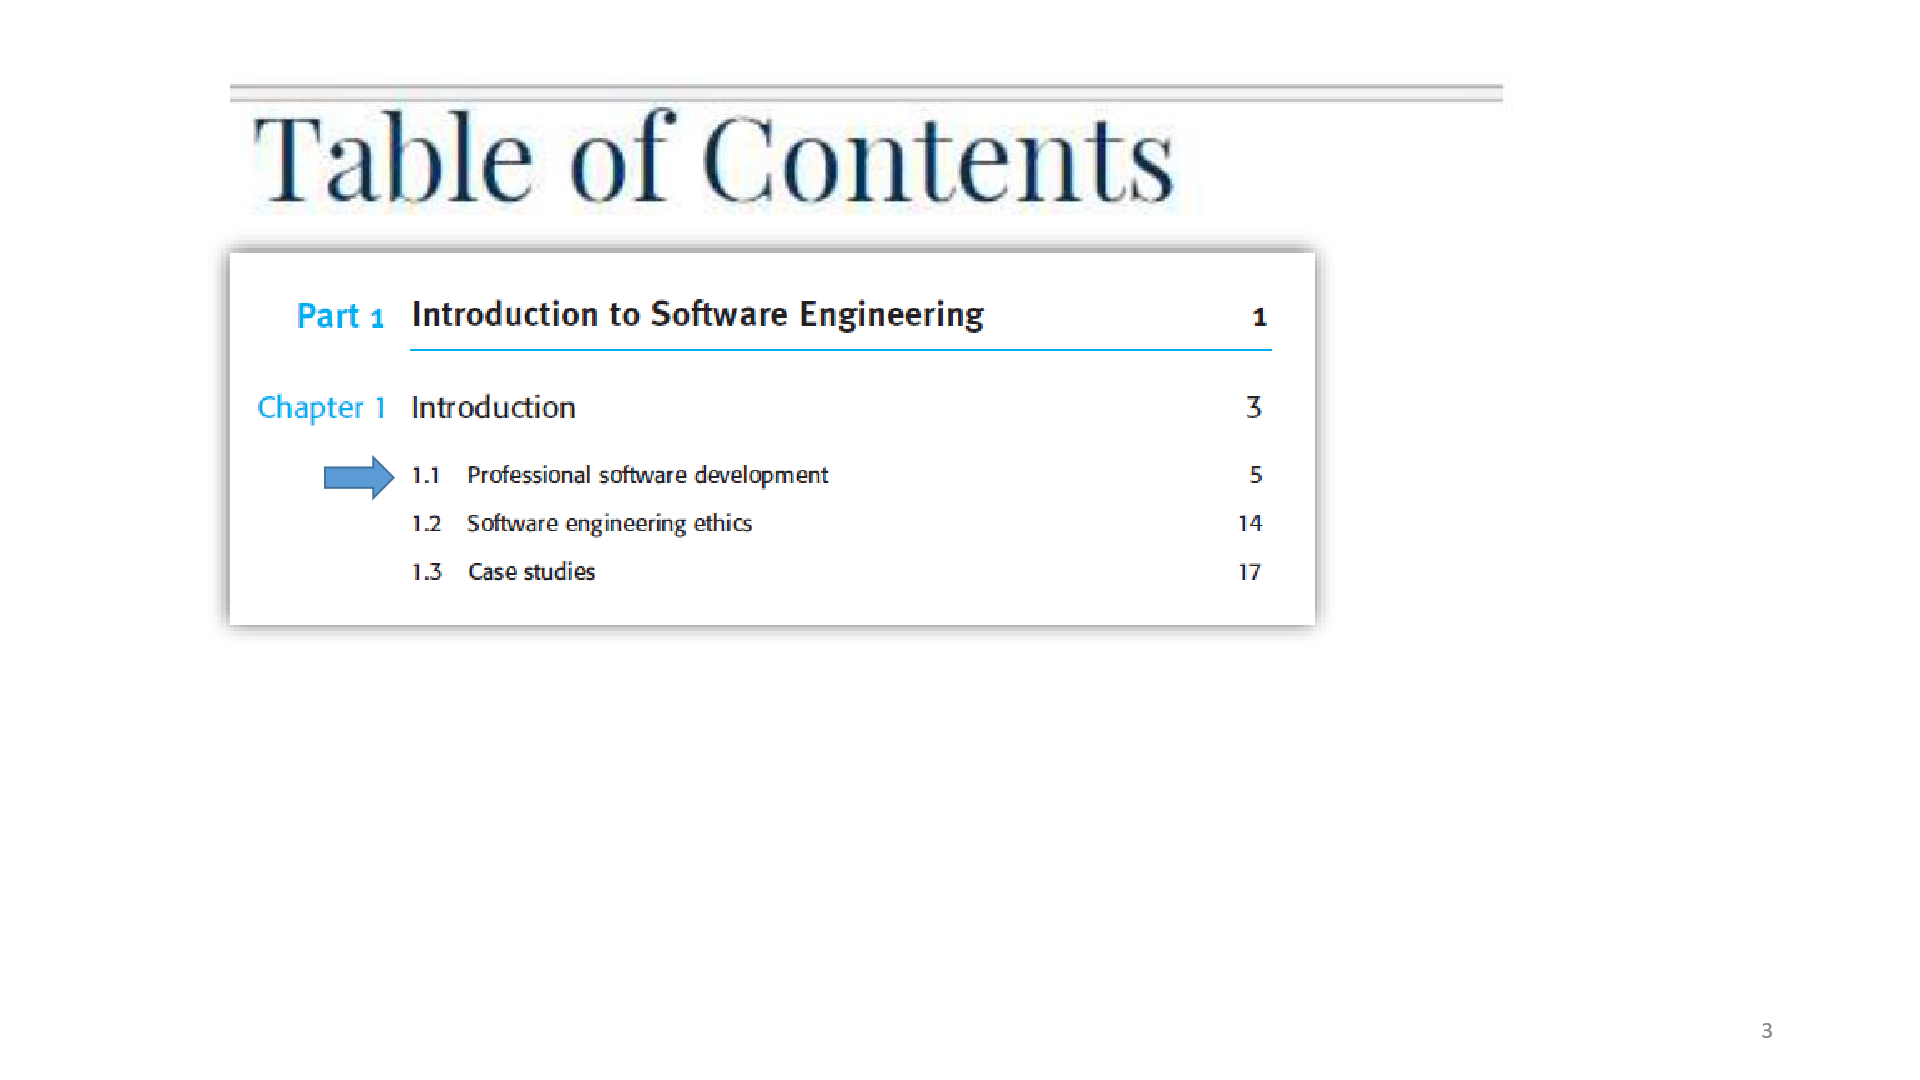 Table of Contents
Part 1 Introduction to Software Engineering 1
Chapter 1 Introduction 3
1.1 Professional software development 5
1.2 Software engineering ethics 14
1.3 Case studies 17
3